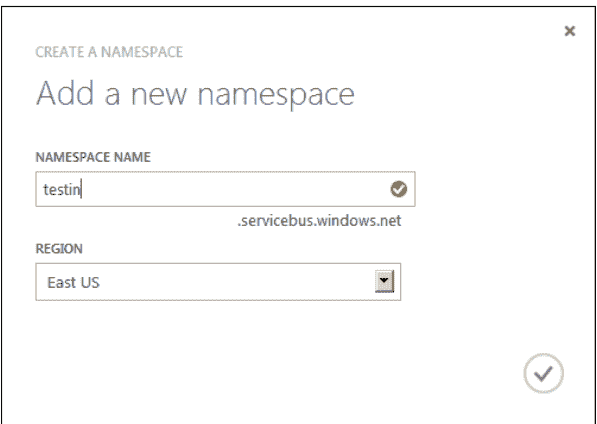 CREATE A NAMESPACE
Add a new namespace
NAMESPACE NAME
testin
.servicebus.windows.net
REGION
East US